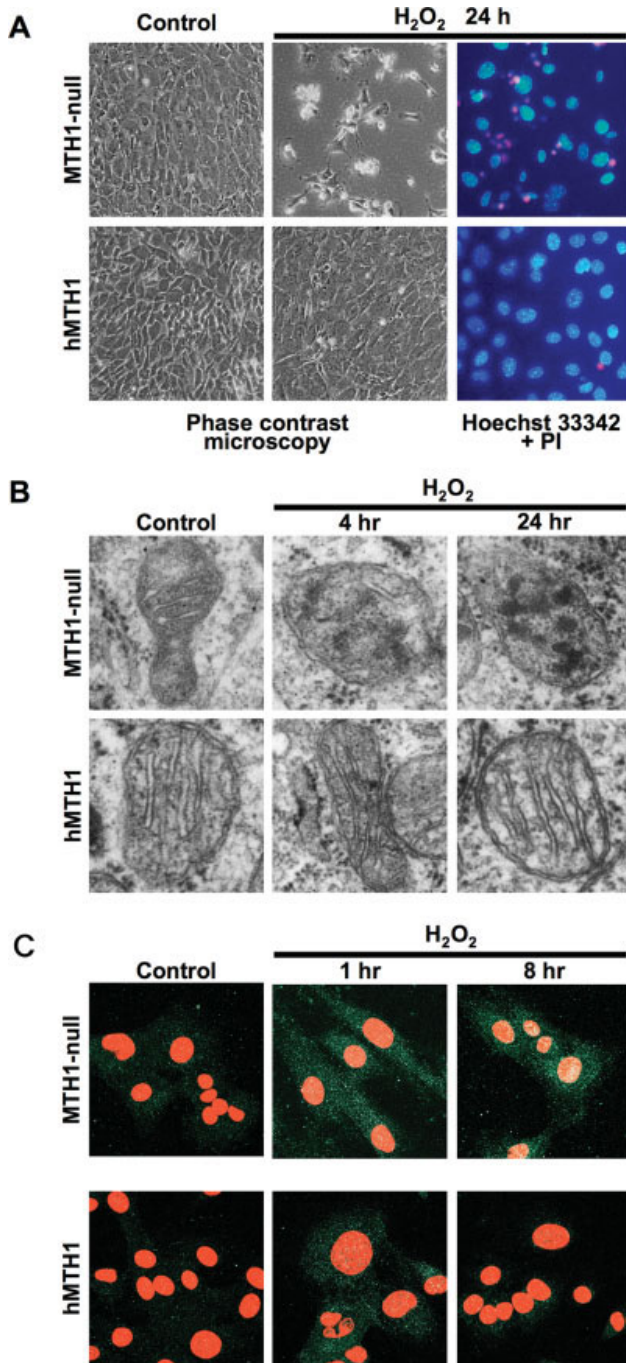 A
Control
H₂O₂ 24 h
MTH1-null
hMTH1
Phase contrast
microscopy
Hoechst 33342
+ PI
B
H₂O₂
Control
4 hr
24 hr
MTH1-null
hMTH1
C
H₂O₂
Control
1 hr
8 hr
MTH1-null
hMTH1